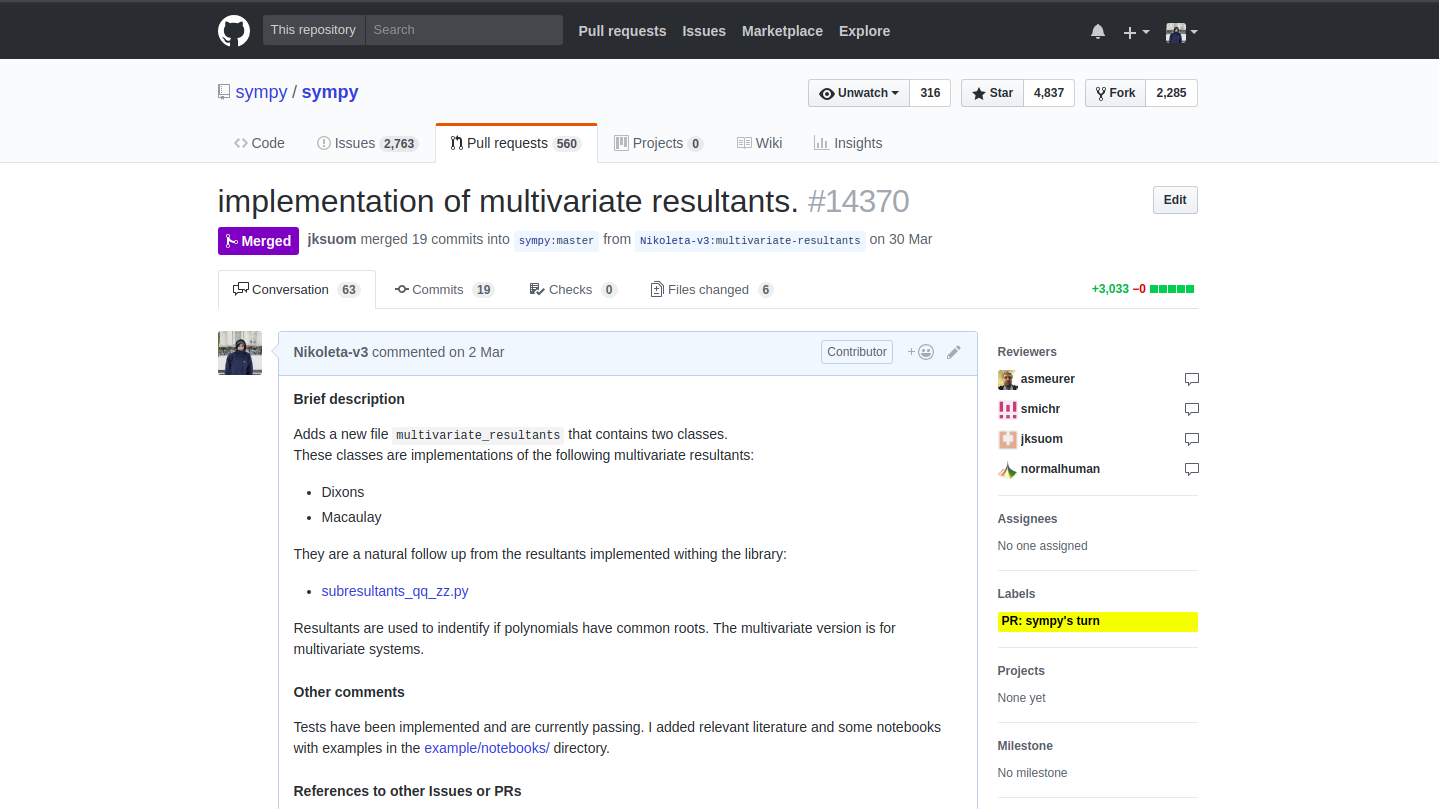 This repository Search Pull requests Issues Marketplace Explore
sympy / sympy Unwatch 316 Star 4,837 Fork 2,285
Code Issues 2,763 Pull requests 560 Projects 0 Wiki Insights
implementation of multivariate resultants. #14370 Edit
Merged jksuom merged 19 commits into sympy:master from Nikoleta-v3:multivariate-resultants on 30 Mar
Conversation 63 Commits 19 Checks 0 Files changed 6 +3,033 −0
Nikoleta-v3 commented on 2 Mar Contributor
Brief description
Adds a new file multivariate_resultants that contains two classes.
These classes are implementations of the following multivariate resultants:
• Dixons
• Macaulay
They are a natural follow up from the resultants implemented withing the library:
• subresultants_qq_zz.py
Resultants are used to indentify if polynomials have common roots. The multivariate version is for
multivariate systems.
Other comments
Tests have been implemented and are currently passing. I added relevant literature and some notebooks
with examples in the example/notebooks/ directory.
References to other Issues or PRs
Reviewers
asmeurer
smichr
jksuom
normalhuman
Assignees
No one assigned
Labels
PR: sympy's turn
Projects
None yet
Milestone
No milestone